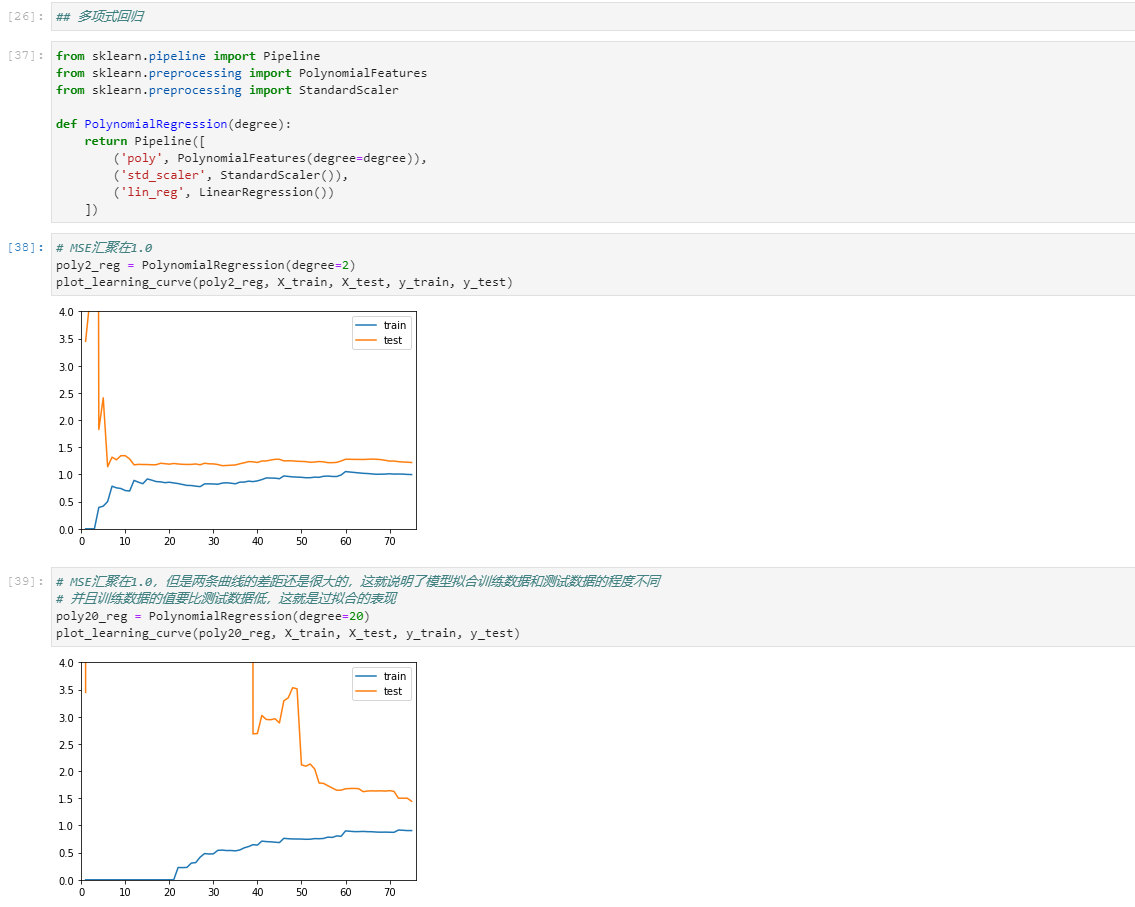 [26]: ## 多项式回归
[37]: from sklearn.pipeline import Pipeline
from sklearn.preprocessing import PolynomialFeatures
from sklearn.preprocessing import StandardScaler
def PolynomialRegression(degree):
    return Pipeline([
        ('poly', PolynomialFeatures(degree=degree)),
        ('std_scaler', StandardScaler()),
        ('lin_reg', LinearRegression())
    ])
[38]: # MSE汇聚在1.0
poly2_reg = PolynomialRegression(degree=2)
plot_learning_curve(poly2_reg, X_train, X_test, y_train, y_test)
4.0
3.5
3.0
2.5
2.0
1.5
1.0
0.5
0.0
train
test
0 10 20 30 40 50 60 70
[39]: # MSE汇聚在1.0，但是两条曲线的差距还是很大的，这就说明了模型拟合训练数据和测试数据的程度不同
# 并且训练数据的值要比测试数据低，这就是过拟合的表现
poly20_reg = PolynomialRegression(degree=20)
plot_learning_curve(poly20_reg, X_train, X_test, y_train, y_test)
4.0
3.5
3.0
2.5
2.0
1.5
1.0
0.5
0.0
train
test
0 10 20 30 40 50 60 70